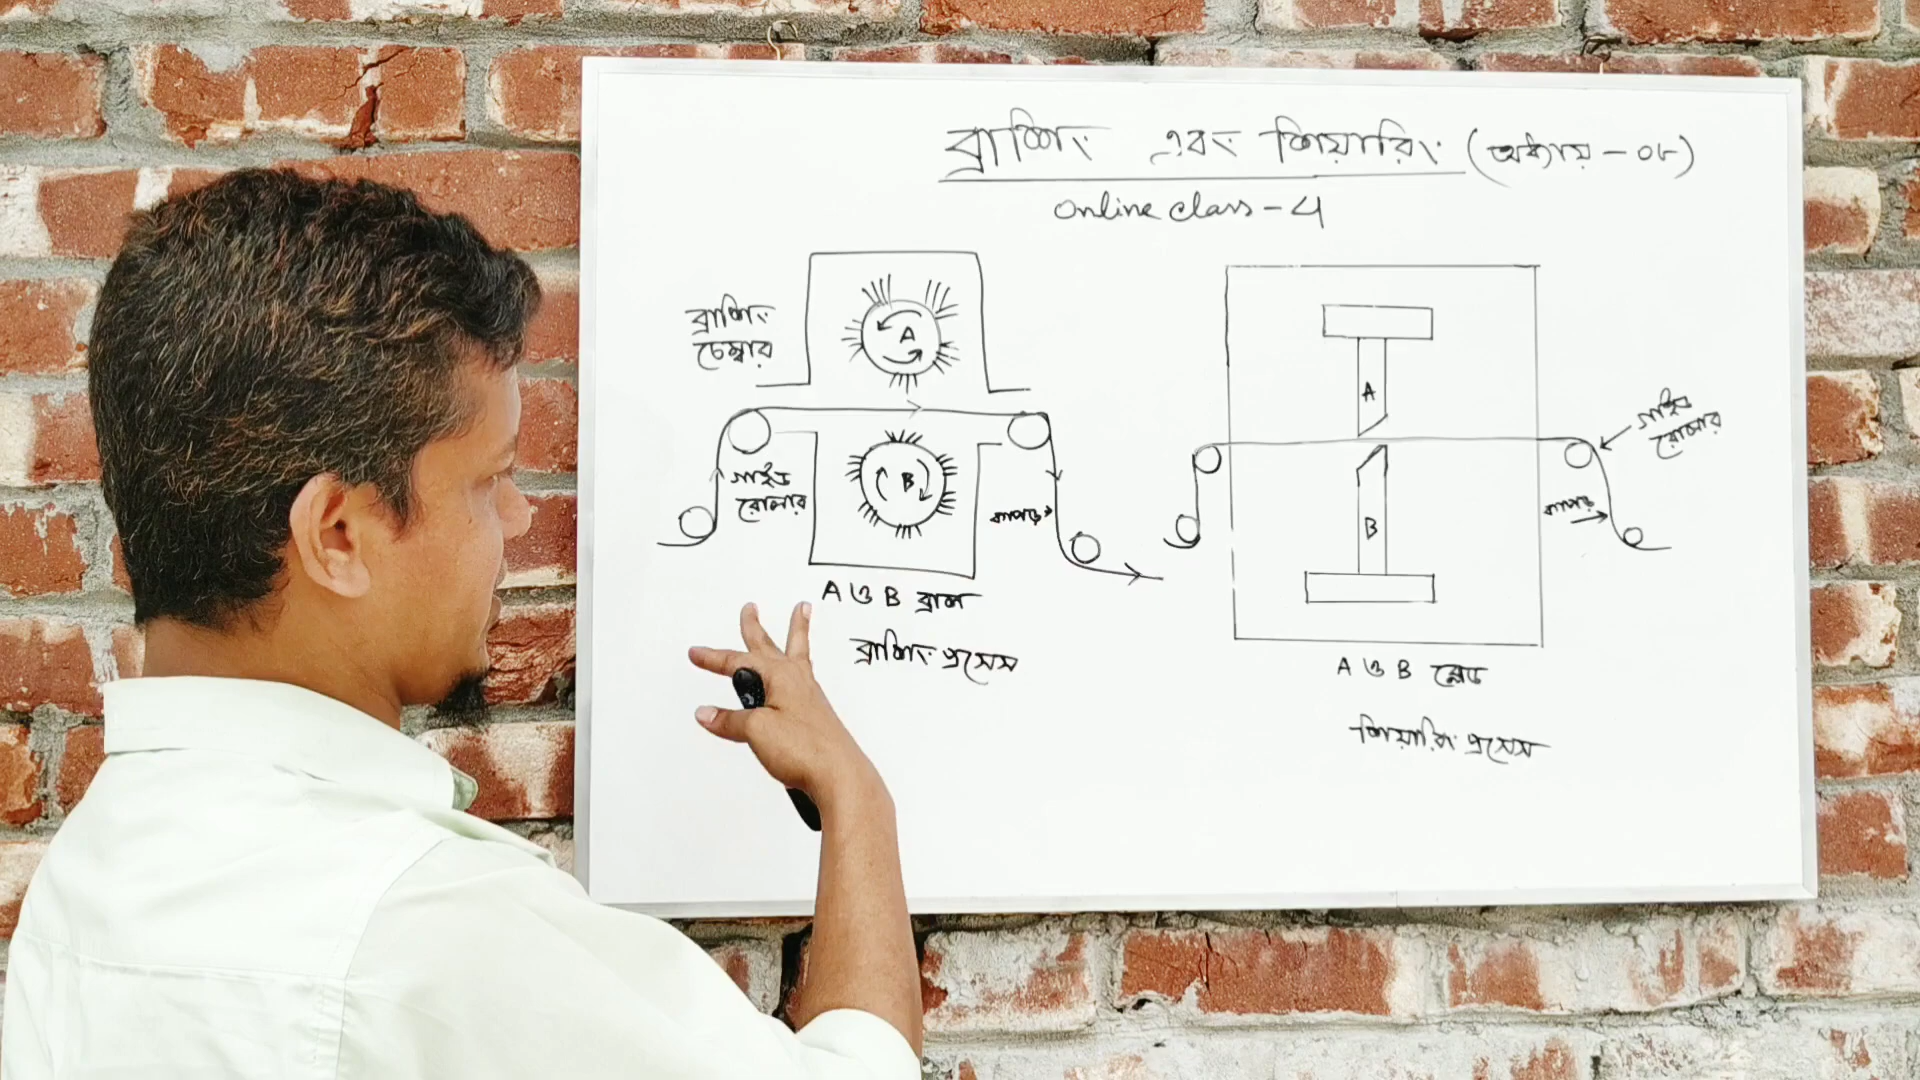 ব্রাশিং এবং শিয়ারিং (অধ্যায়-০৮)
Online class-4
ব্রাশিং
চেম্বার
A
গাইড
রোলার
B
কাপড়
A ও B ব্রাশ
ব্রাশিং প্রসেস
A
গাইড
রোলার
কাপড়
B
A ও B ব্লেড
শিয়ারিং প্রসেস